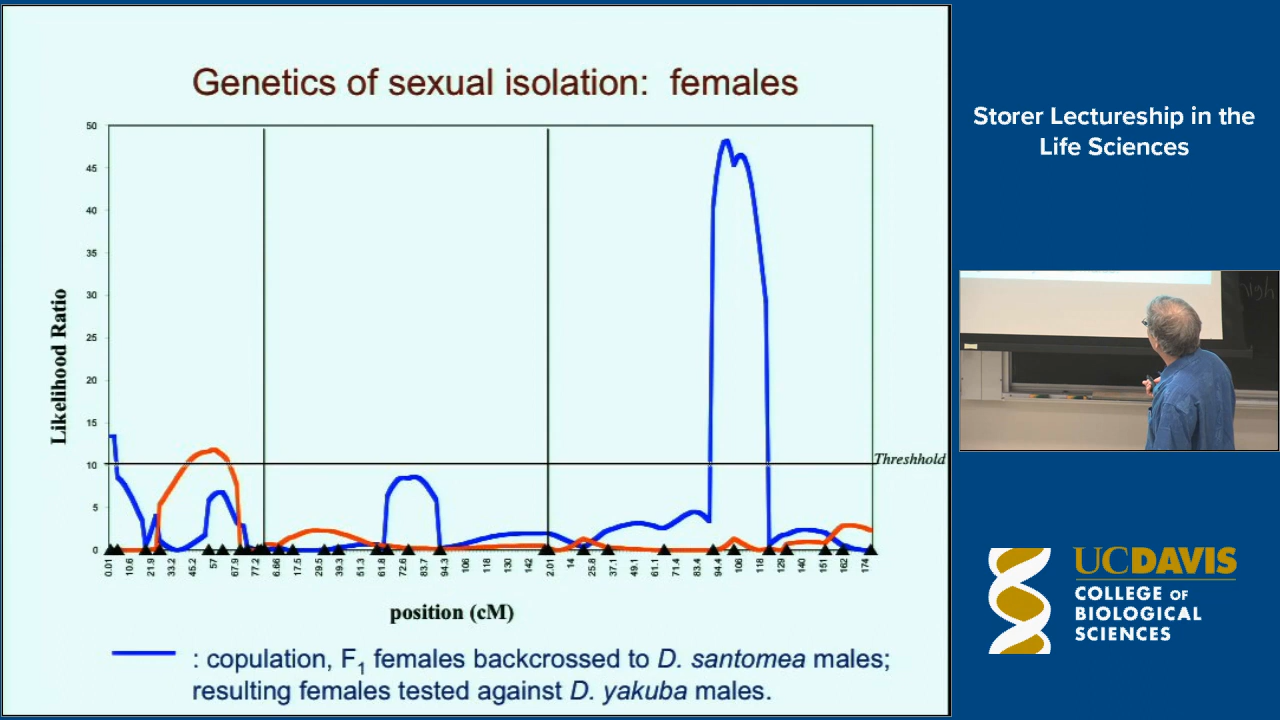 Genetics of sexual isolation: females
50
45
40
35
30
25
20
15
10
5
0
Likelihood Ratio
Threshhold
0.01 10.6 21.9 33.2 45.2 57 67.9 77.2 6.86 17.5 29.5 39.3 51.3 61.8 72.6 83.7 94.3 106 118 130 142 2.01 14 25.8 37.1 49.1 61.1 71.4 83.4 94.4 106 118 129 140 151 162 174
position (cM)
: copulation, F1 females backcrossed to D. santomea males;
resulting females tested against D. yakuba males.
Storer Lectureship in the
Life Sciences
UCDAVIS
COLLEGE OF
BIOLOGICAL
SCIENCES